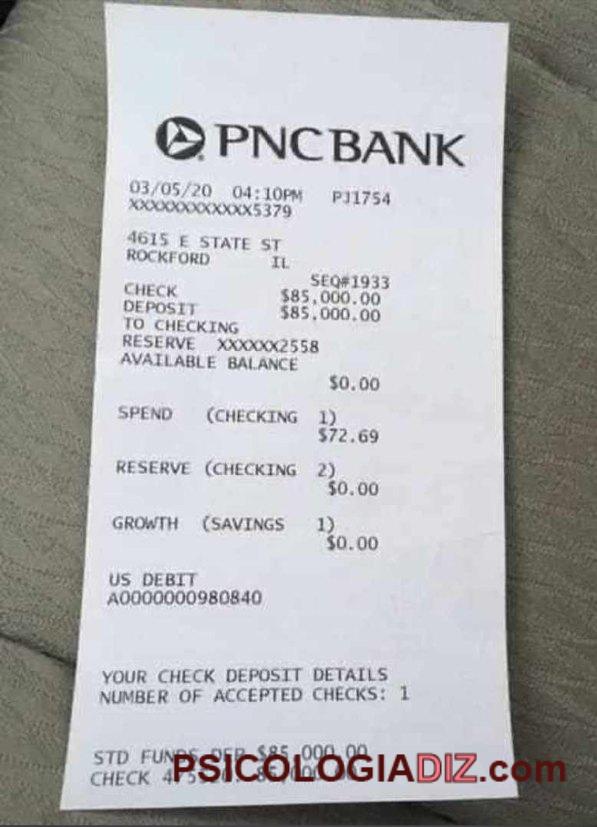 PNC BANK
03/05/20 04:10PM PJ1754
XXXXXXXXXXXX5379
4615 E STATE ST
ROCKFORD IL
SEQ#1933
CHECK $85,000.00
DEPOSIT $85,000.00
TO CHECKING
RESERVE XXXXXX2558
AVAILABLE BALANCE
$0.00
SPEND (CHECKING 1)
$72.69
RESERVE (CHECKING 2)
$0.00
GROWTH (SAVINGS 1)
$0.00
US DEBIT
A0000000980840
YOUR CHECK DEPOSIT DETAILS
NUMBER OF ACCEPTED CHECKS: 1
STD FUNDS DEP $85,000.00
CHECK
PSICOLOGIADIZ.com